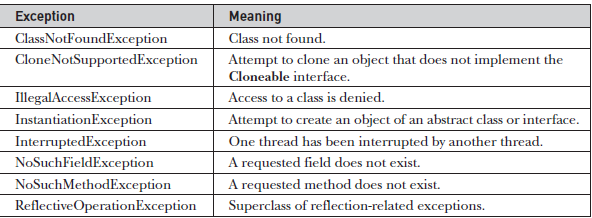 Exception Meaning
ClassNotFoundException Class not found.
CloneNotSupportedException Attempt to clone an object that does not implement the
Cloneable interface.
IllegalAccessException Access to a class is denied.
InstantiationException Attempt to create an object of an abstract class or interface.
InterruptedException One thread has been interrupted by another thread.
NoSuchFieldException A requested field does not exist.
NoSuchMethodException A requested method does not exist.
ReflectiveOperationException Superclass of reflection-related exceptions.